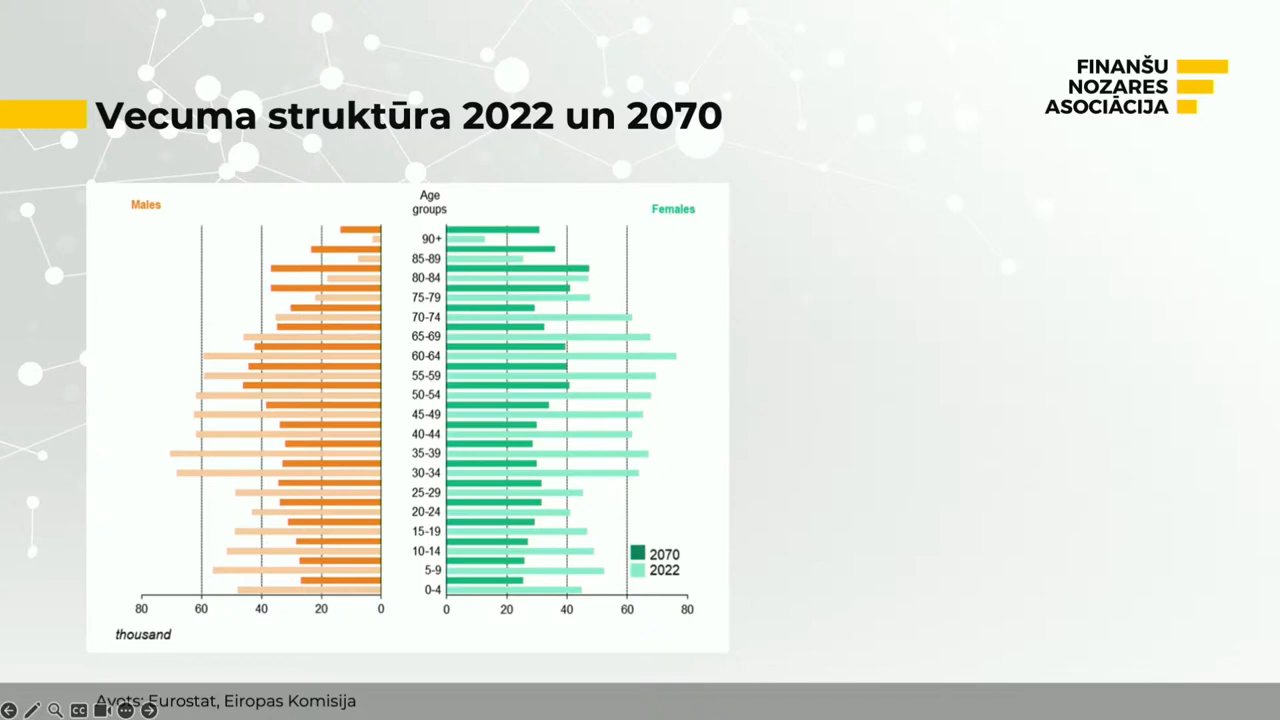 FINANŠU
NOZARES
ASOCIĀCIJA
Vecuma struktūra 2022 un 2070
Males
Age
groups
Females
90+
85-89
80-84
75-79
70-74
65-69
60-64
55-59
50-54
45-49
40-44
35-39
30-34
25-29
20-24
15-19
10-14
5-9
0-4
2070
2022
80 60 40 20 0
0 20 40 60 80
thousand
Avots: Eurostat, Eiropas Komisija
CC